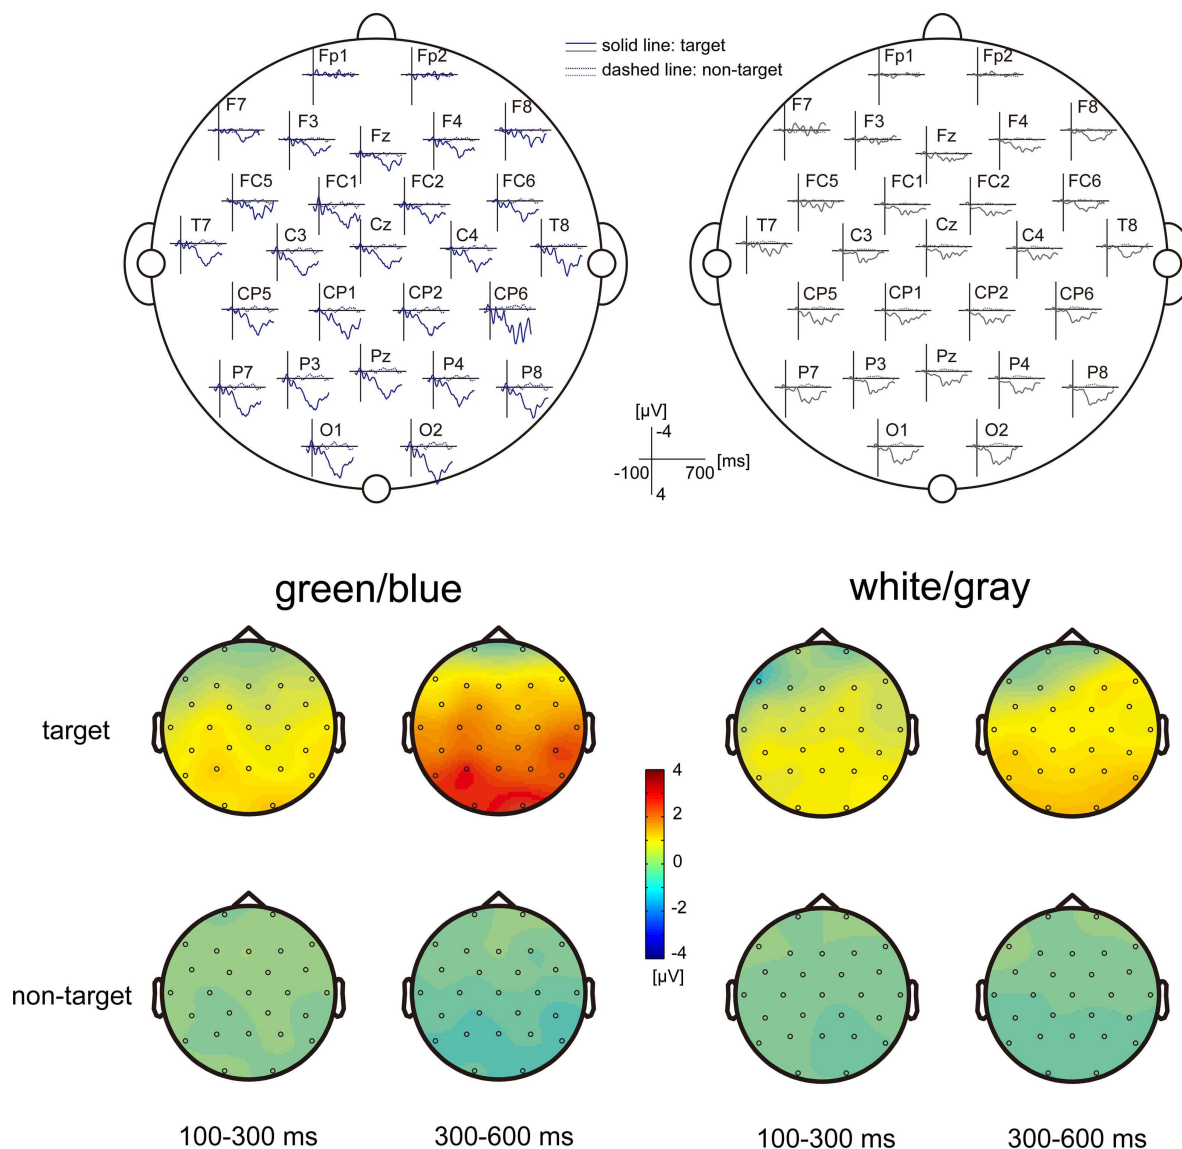 solid line: target
dashed line: non-target
Fp1 Fp2
F7 F3 Fz F4 F8
FC5 FC1 FC2 FC6
T7 C3 Cz C4 T8
CP5 CP1 CP2 CP6
P7 P3 Pz P4 P8
O1 O2
Fp1 Fp2
F7 F3 Fz F4 F8
FC5 FC1 FC2 FC6
T7 C3 Cz C4 T8
CP5 CP1 CP2 CP6
P7 P3 Pz P4 P8
O1 O2
[µV]
-4
-100 700 [ms]
4
green/blue white/gray
target
4
2
0
-2
-4
[µV]
non-target
100-300 ms 300-600 ms 100-300 ms 300-600 ms